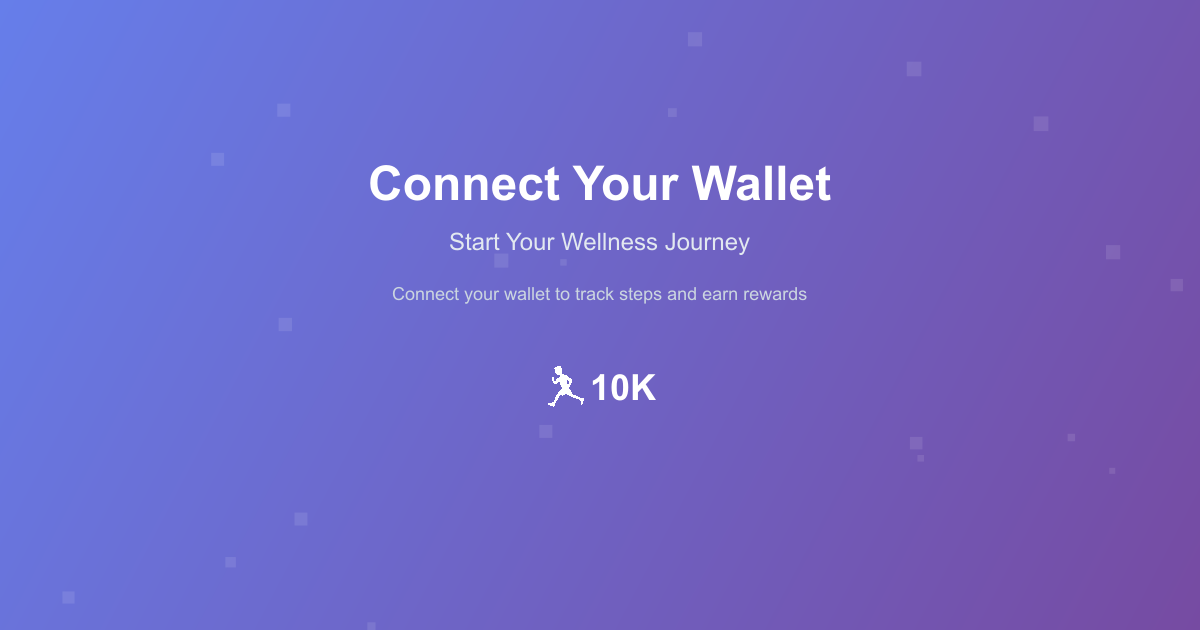 Connect Your Wallet
Start Your Wellness Journey
Connect your wallet to track steps and earn rewards
10K